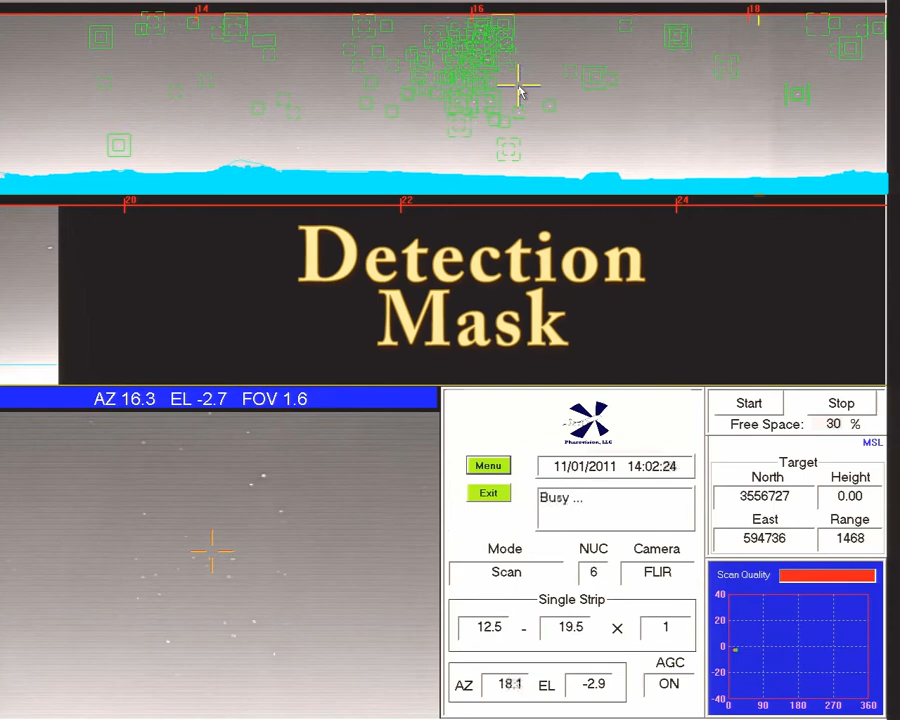 14 16 18
20 22 24
Detection
Mask
AZ 16.3 EL -2.7 FOV 1.6
Pharovision, LLC
Menu
11/01/2011 14:02:24
Exit
Busy ...
Mode NUC Camera
Scan 6 FLIR
Single Strip
12.5 - 19.5 × 1
AGC
AZ 18.1 EL -2.9 ON
Start Stop
Free Space: 30 %
MSL
Target
North Height
3556727 0.00
East Range
594736 1468
Scan Quality
40
20
0
-20
-40
0 90 180 270 360